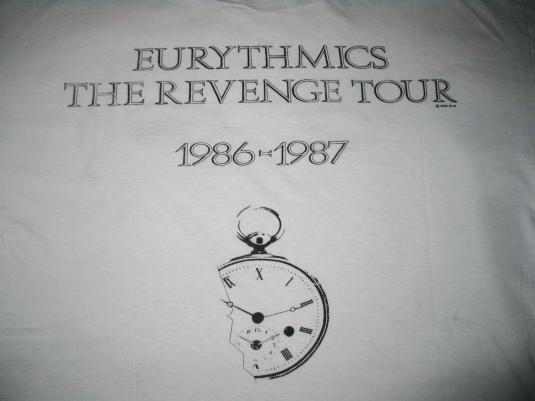 EURYTHMICS
THE REVENGE TOUR
1986-1987
X
I